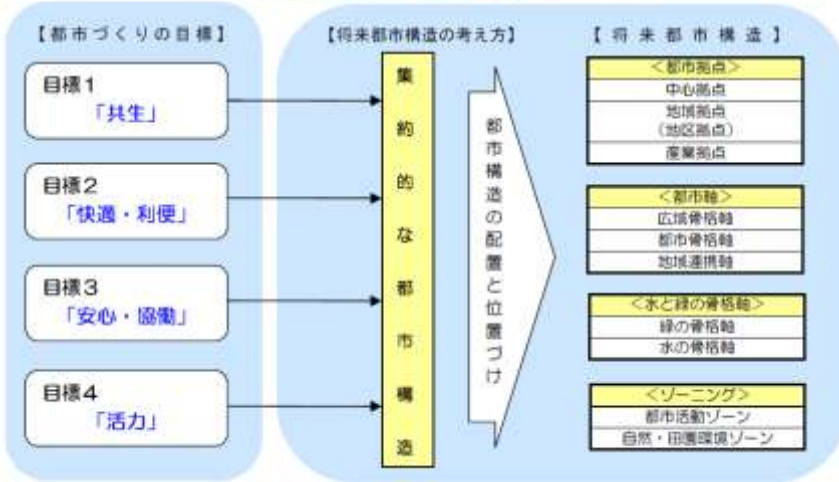 【都市づくりの目標】
目標1
「共生」
目標2
「快適・利便」
目標3
「安心・協働」
目標4
「活力」
【将来都市構造の考え方】
集約的な都市構造
都市構造の配置と位置づけ
【将来都市構造】
＜都市拠点＞
中心拠点
地域拠点
（地区拠点）
産業拠点
＜都市軸＞
広域骨格軸
都市骨格軸
地域連携軸
＜水と緑の骨格軸＞
緑の骨格軸
水の骨格軸
＜ゾーニング＞
都市活動ゾーン
自然・田園環境ゾーン